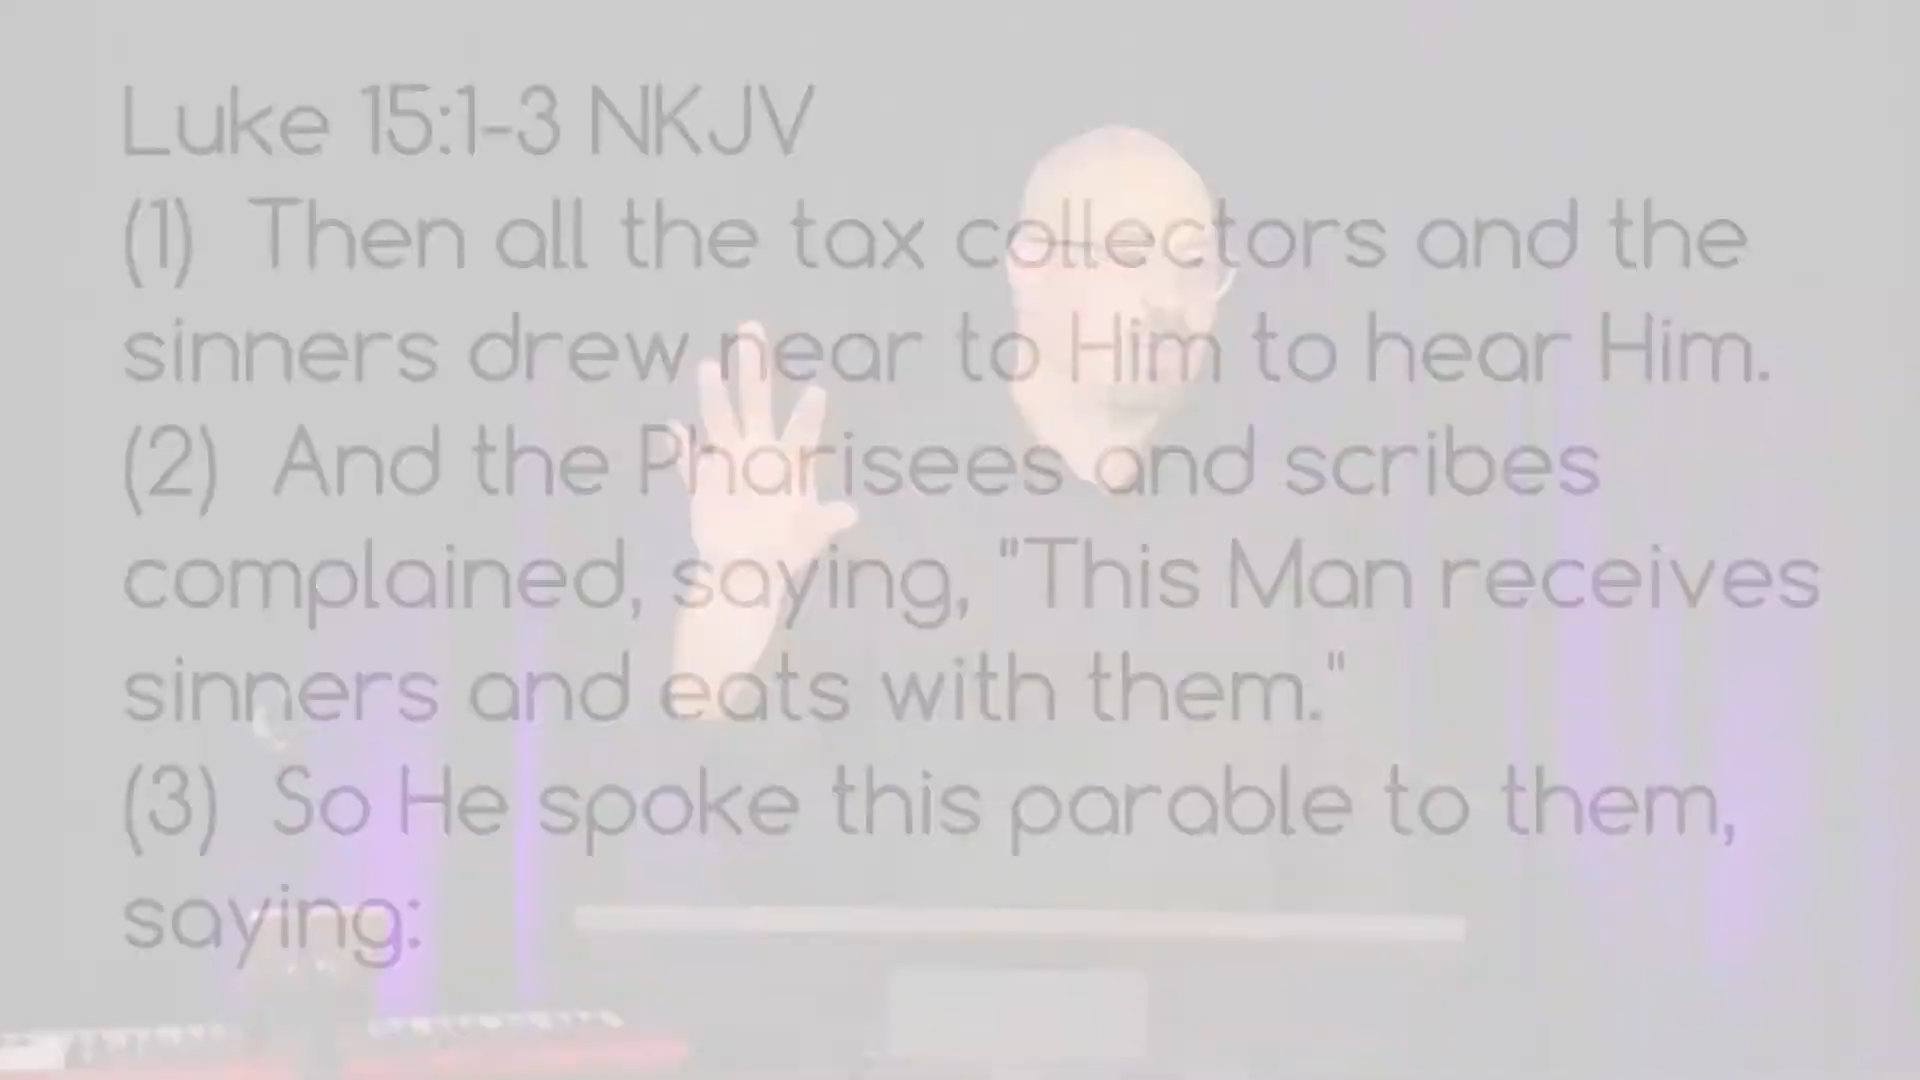 Luke 15:1-3 NKJV
(1)  Then all the tax collectors and the
sinners drew near to Him to hear Him.
(2)  And the Pharisees and scribes
complained, saying, "This Man receives
sinners and eats with them."
(3)  So He spoke this parable to them,
saying: